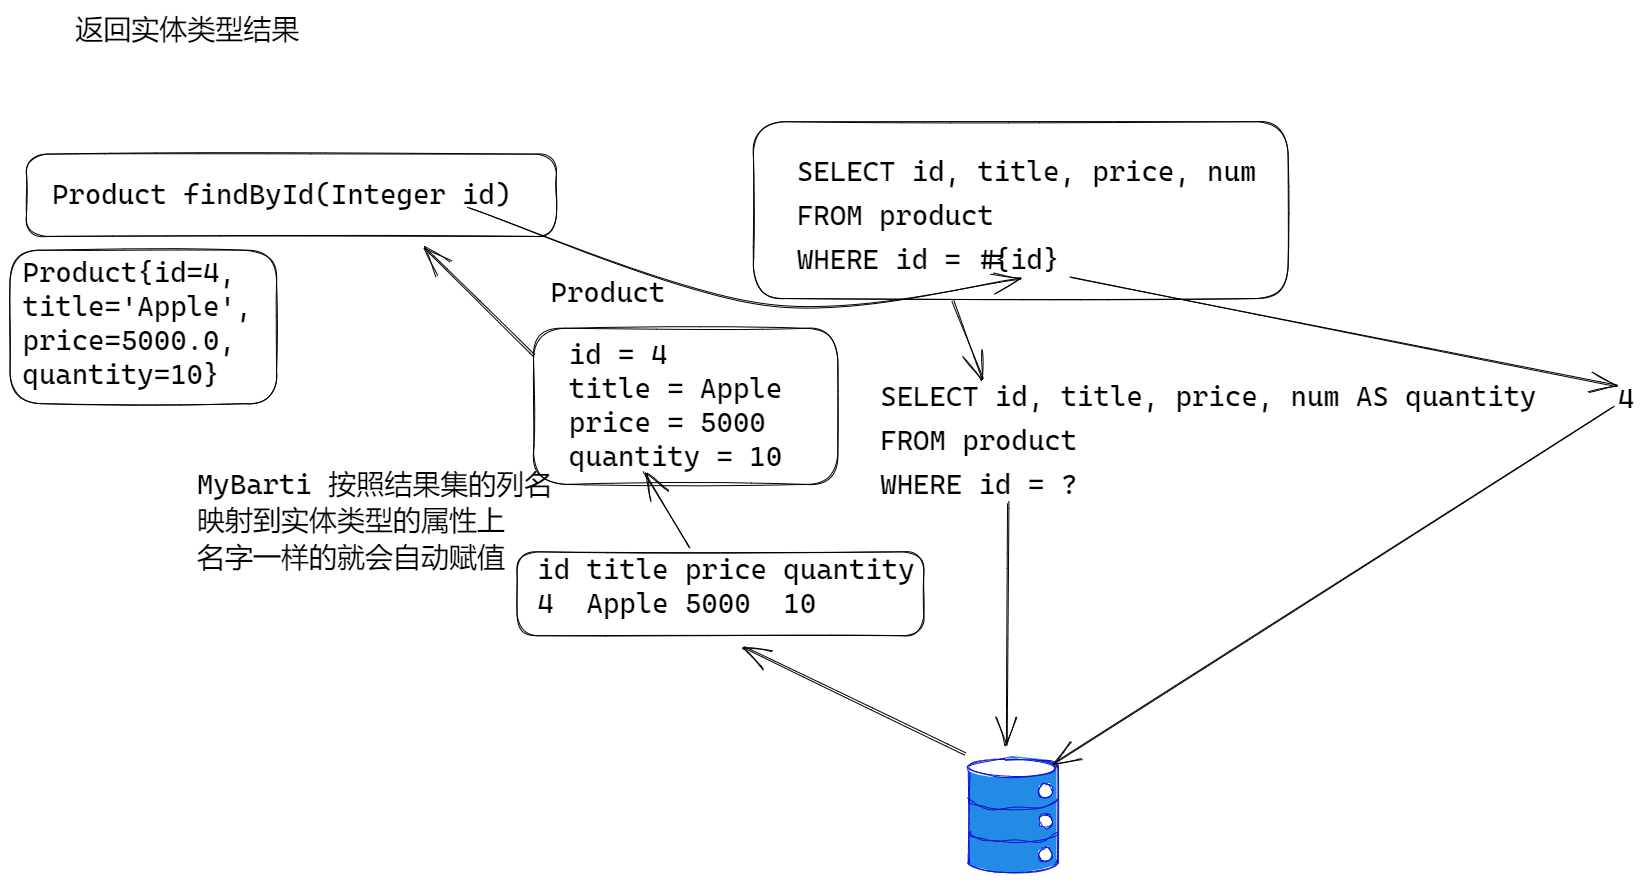 返回实体类型结果
Product findById(Integer id)
SELECT id, title, price, num
FROM product
WHERE id = #{id}
Product{id=4,
title='Apple',
price=5000.0,
quantity=10}
Product
id = 4
title = Apple
price = 5000
quantity = 10
SELECT id, title, price, num AS quantity
FROM product
WHERE id = ?
4
MyBarti 按照结果集的列名
映射到实体类型的属性上
名字一样的就会自动赋值
id title price quantity
4 Apple 5000 10